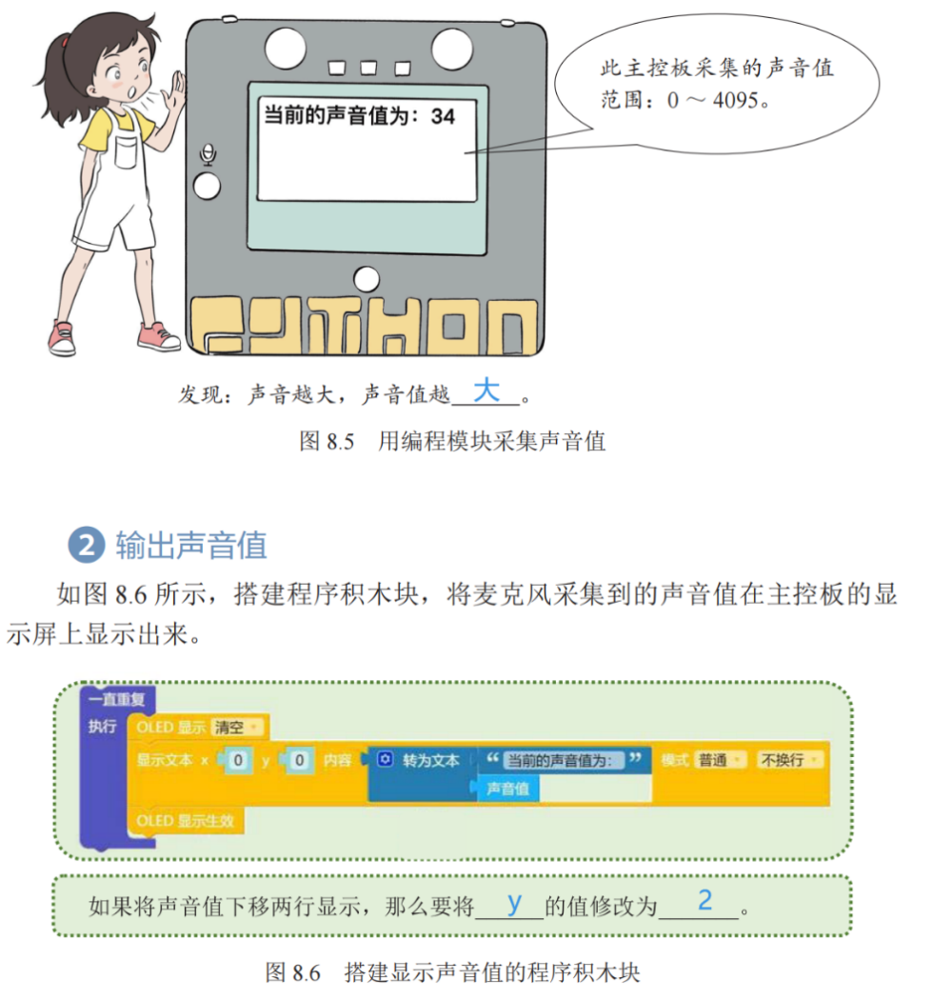 当前的声音值为：34
此主控板采集的声音值
范围：0～4095。
PYTHON
发现：声音越大，声音值越大。
图 8.5　用编程模块采集声音值
2 输出声音值
如图 8.6 所示，搭建程序积木块，将麦克风采集到的声音值在主控板的显
示屏上显示出来。
一直重复
执行 OLED 显示 清空
显示文本 x 0 y 0 内容 转为文本 “ 当前的声音值为： ” 模式 普通 不换行
声音值
OLED 显示生效
如果将声音值下移两行显示，那么要将 y 的值修改为 2 。
图 8.6　搭建显示声音值的程序积木块